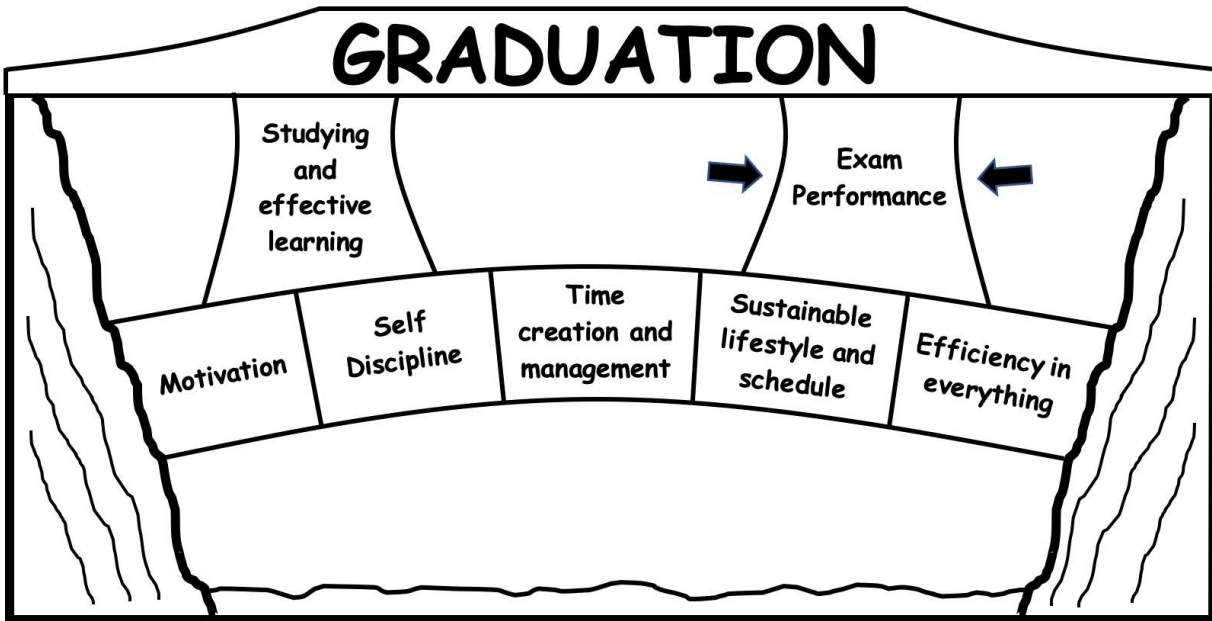 GRADUATION
Studying
and
effective
learning
Exam
Performance
Motivation
Self
Discipline
Time
creation and
management
Sustainable
lifestyle and
schedule
Efficiency in
everything